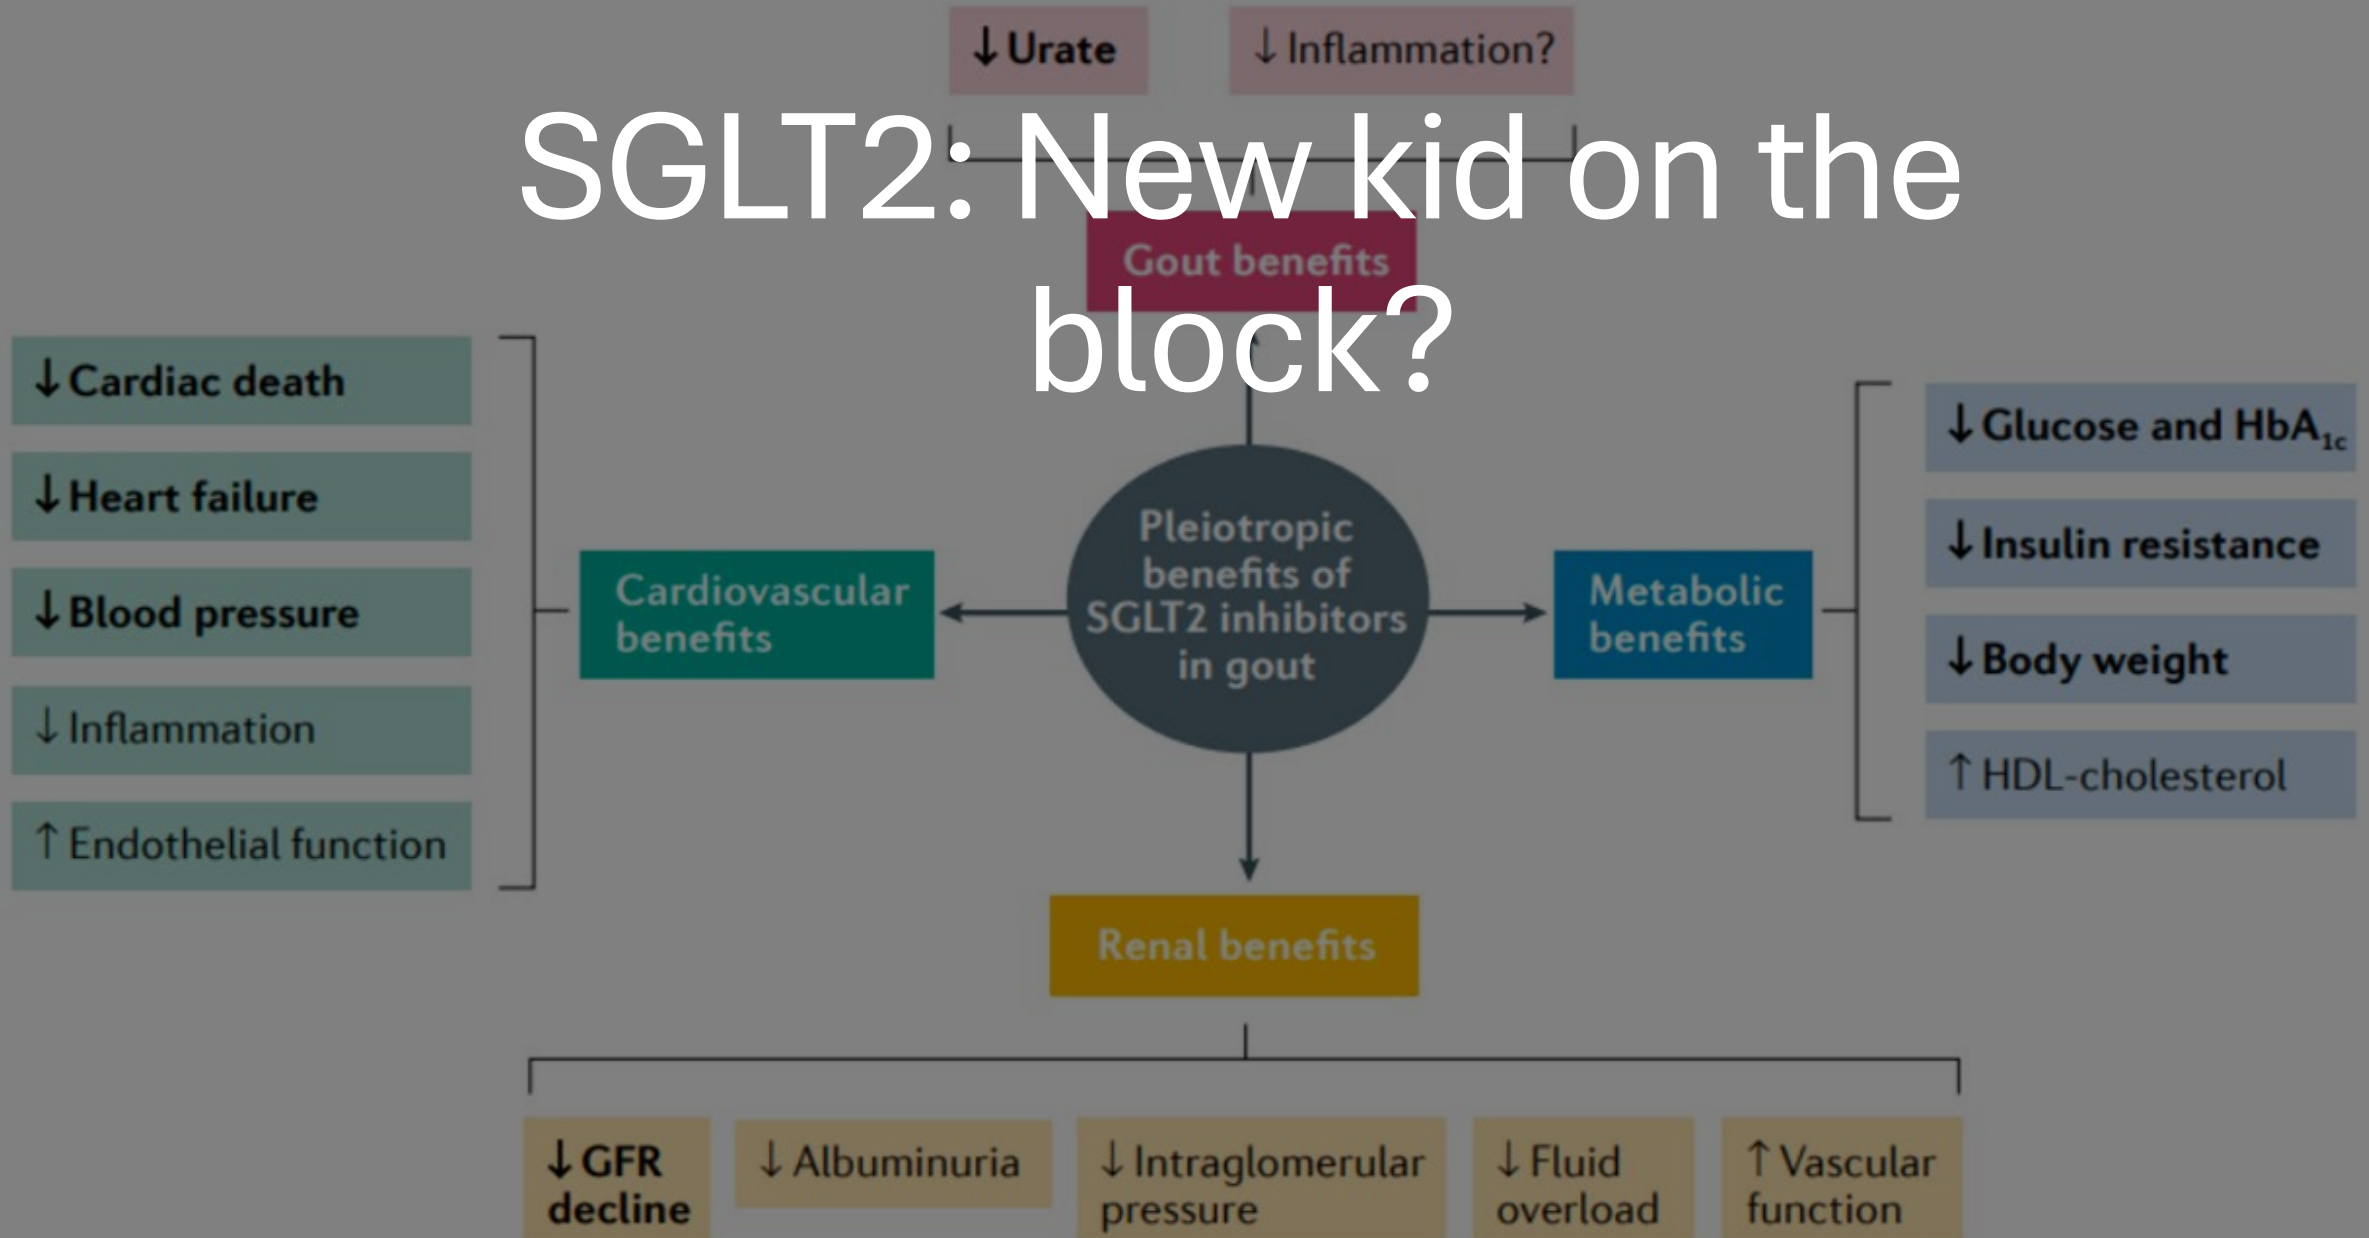 ↓ Urate
↓ Inflammation?
SGLT2: New kid on the
block?
Gout benefits
↓ Cardiac death
↓ Heart failure
↓ Blood pressure
↓ Inflammation
↑ Endothelial function
Cardiovascular
benefits
Pleiotropic
benefits of
SGLT2 inhibitors
in gout
Metabolic
benefits
↓ Glucose and HbA1c
↓ Insulin resistance
↓ Body weight
↑ HDL-cholesterol
Renal benefits
↓ GFR
decline
↓ Albuminuria
↓ Intraglomerular
pressure
↓ Fluid
overload
↑ Vascular
function